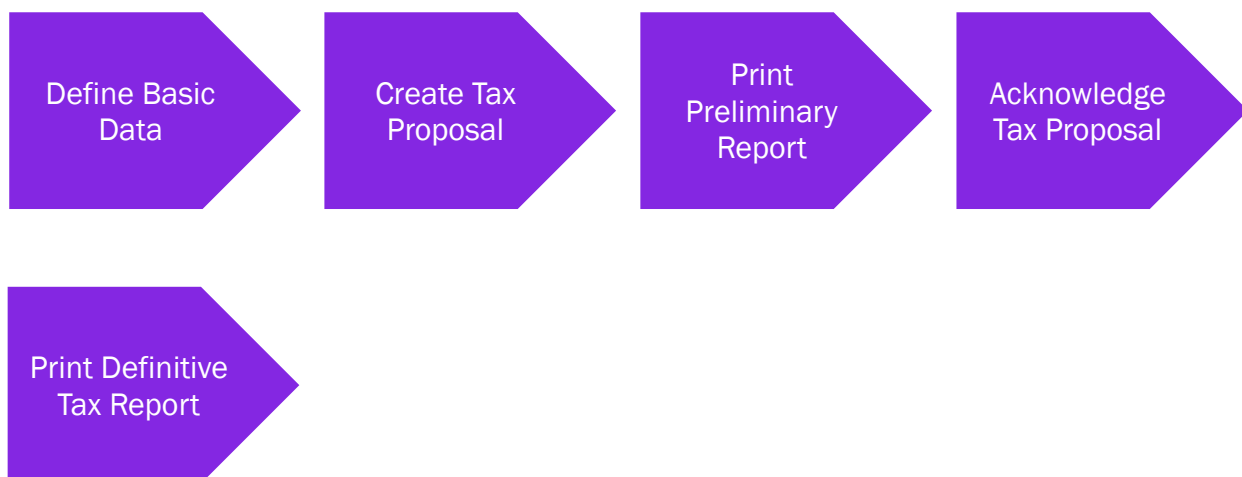 Define Basic
Data
Create Tax
Proposal
Print
Preliminary
Report
Acknowledge
Tax Proposal
Print Definitive
Tax Report